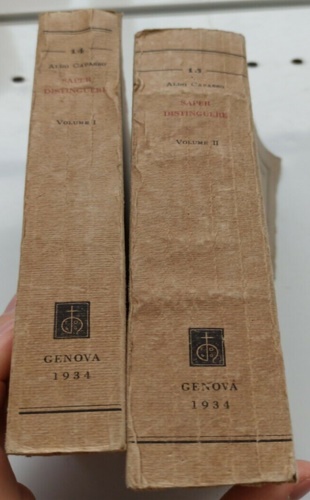 14
ALDO CAPASSO
SAPER
DISTINGUERE
VOLUME I
GENOVA
1934
15
ALDO CAPASSO
SAPER
DISTINGUERE
VOLUME II
GENOVA
1934